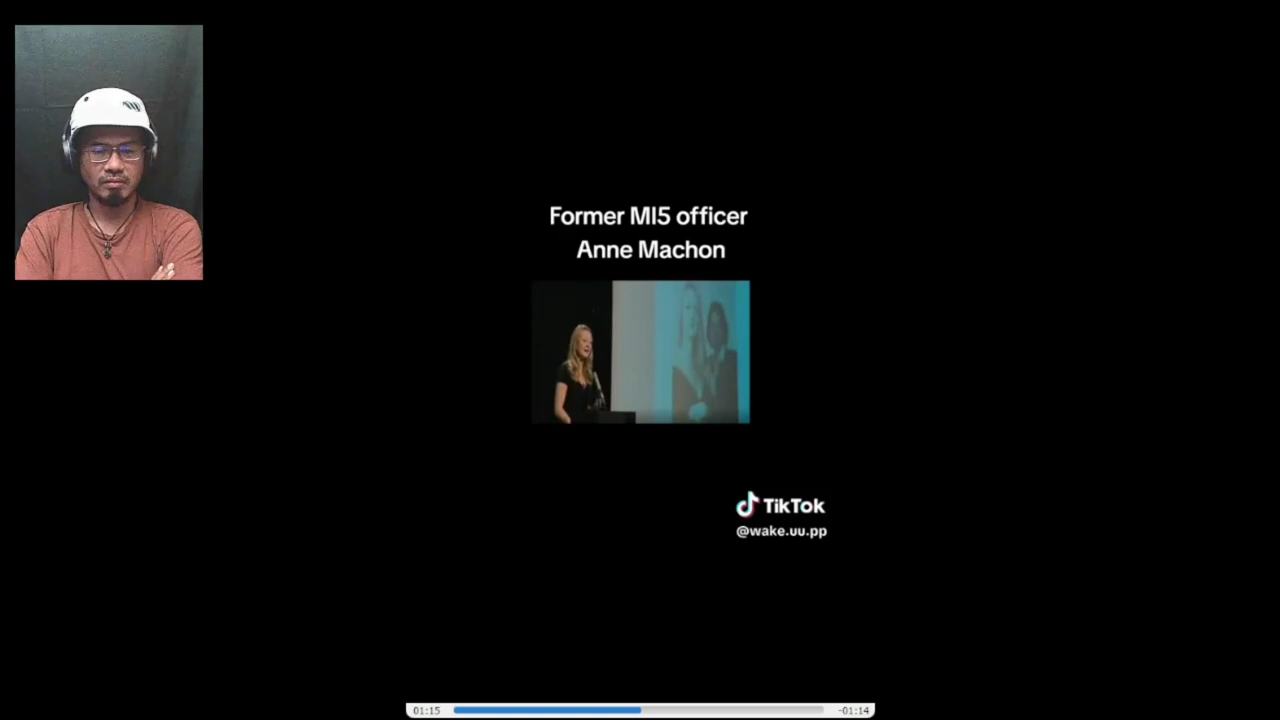 Former MI5 officer
Anne Machon
TikTok
@wake.uu.pp
01:15
-01:14